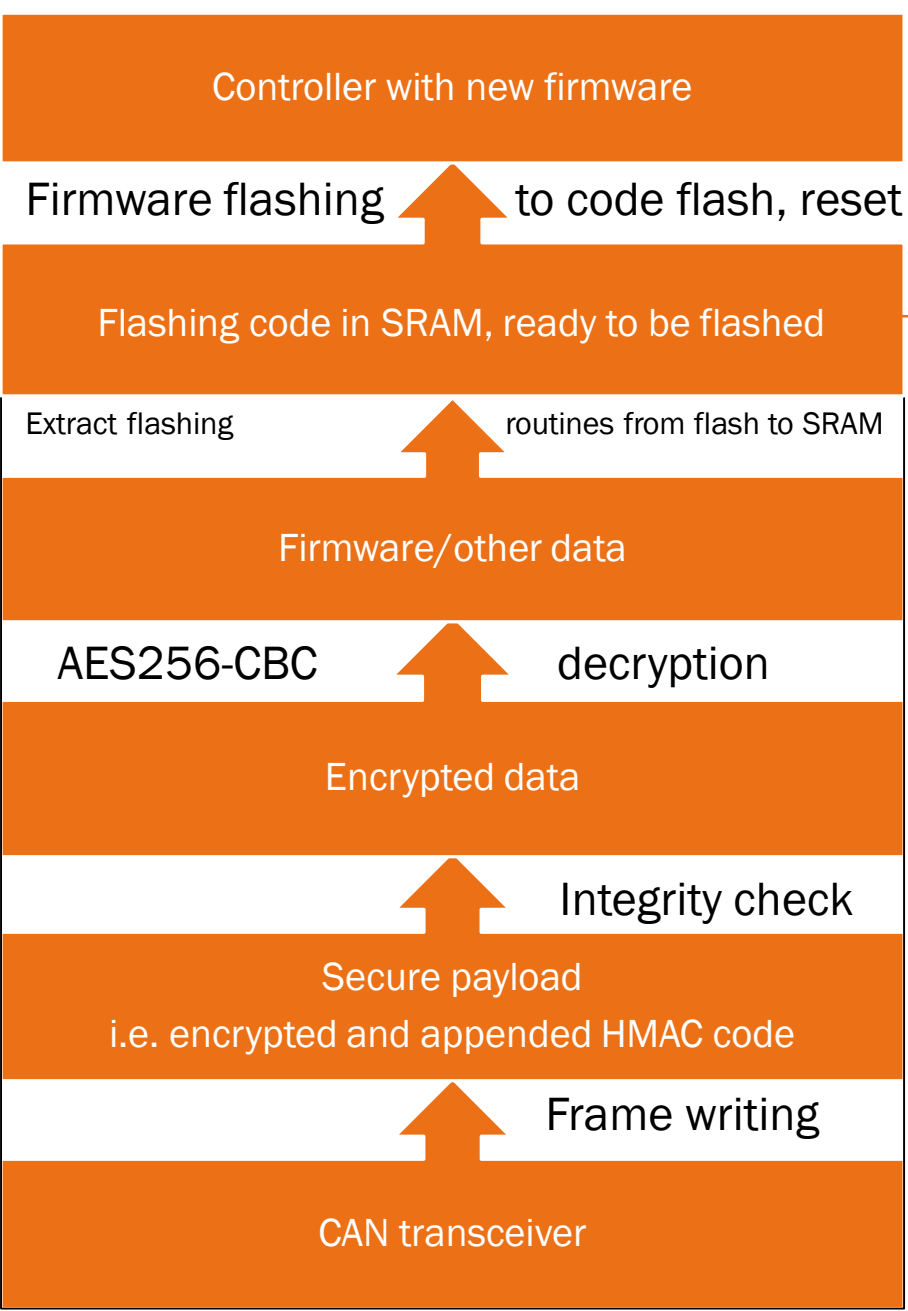 Controller with new firmware
Firmware flashing to code flash, reset
Flashing code in SRAM, ready to be flashed
Extract flashing routines from flash to SRAM
Firmware/other data
AES256-CBC decryption
Encrypted data
Integrity check
Secure payload
i.e. encrypted and appended HMAC code
Frame writing
CAN transceiver